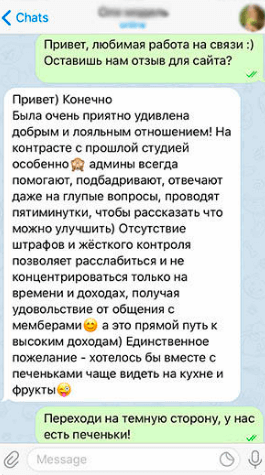 Chats
online
Привет, любимая работа на связи :)
Оставишь нам отзыв для сайта?
Привет) Конечно
Была очень приятно удивлена
добрым и лояльным отношением! На
контрасте с прошлой студией
особенно🙈 админы всегда
помогают, подбадривают, отвечают
даже на глупые вопросы, проводят
пятиминутки, чтобы рассказать что
можно улучшить) Отсутствие
штрафов и жёсткого контроля
позволяет расслабиться и не
концентрироваться только на
времени и доходах, получая
удовольствие от общения с
мемберами😊 а это прямой путь к
высоким доходам) Единственное
пожелание - хотелось бы вместе с
печеньками чаще видеть на кухне и
фрукты😜
Переходи на темную сторону, у нас
есть печеньки!
Message